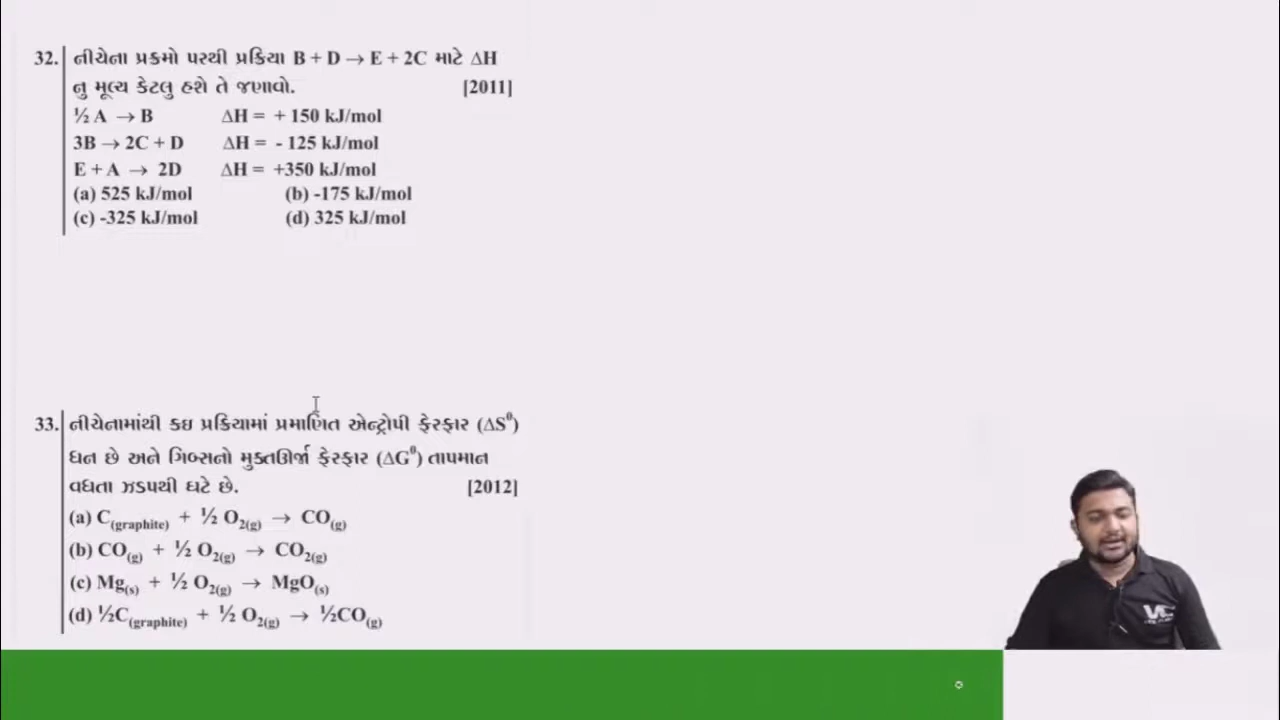 32. નીચેના પ્રક્રમો પરથી પ્રક્રિયા B + D → E + 2C માટે ΔH
નુ મૂલ્ય કેટલુ હશે તે જણાવો. [2011]
½ A → B ΔH = + 150 kJ/mol
3B → 2C + D ΔH = - 125 kJ/mol
E + A → 2D ΔH = +350 kJ/mol
(a) 525 kJ/mol (b) -175 kJ/mol
(c) -325 kJ/mol (d) 325 kJ/mol
33. નીચેનામાંથી કઇ પ્રક્રિયામાં પ્રમાણિત એન્ટ્રોપી ફેરફાર (ΔS⁰)
ધન છે અને ગિબ્સનો મુક્તઊર્જા ફેરફાર (ΔG⁰) તાપમાન
વધતા ઝડપથી ઘટે છે. [2012]
(a) C(graphite) + ½ O₂(g) → CO(g)
(b) CO(g) + ½ O₂(g) → CO₂(g)
(c) Mg(s) + ½ O₂(g) → MgO(s)
(d) ½C(graphite) + ½ O₂(g) → ½CO(g)